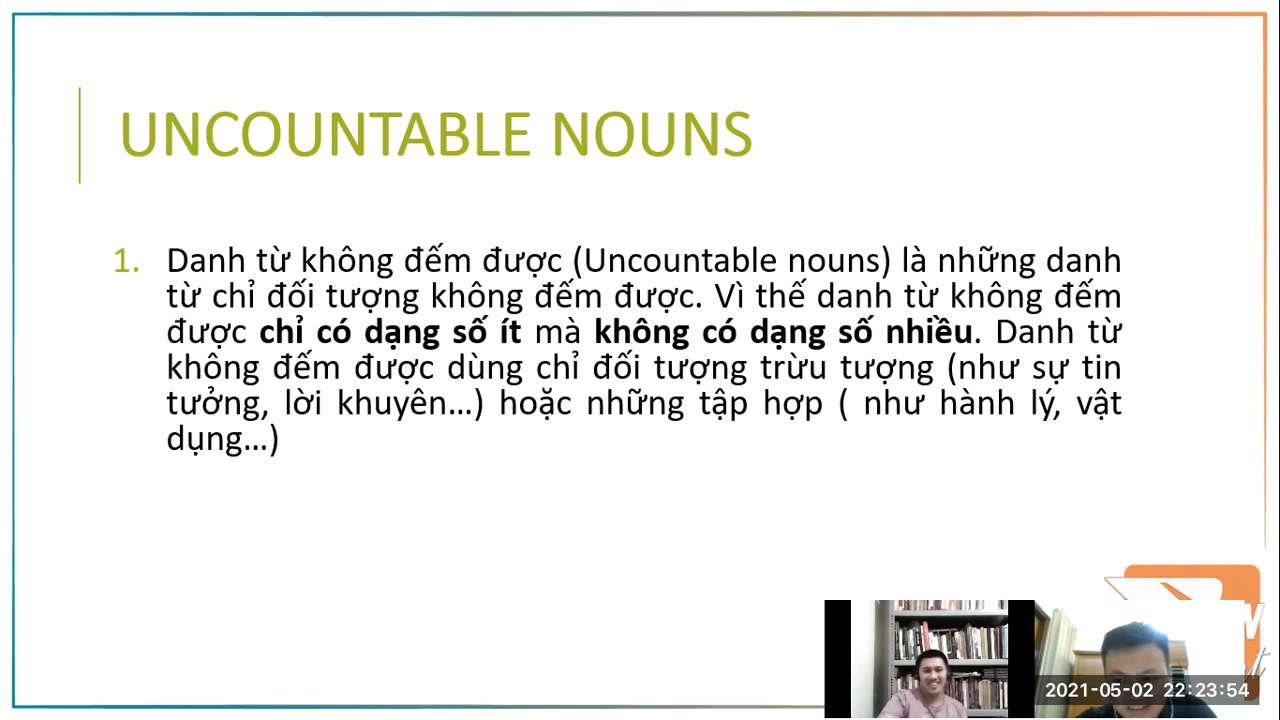 UNCOUNTABLE NOUNS
1. Danh từ không đếm được (Uncountable nouns) là những danh
từ chỉ đối tượng không đếm được. Vì thế danh từ không đếm
được chỉ có dạng số ít mà không có dạng số nhiều. Danh từ
không đếm được dùng chỉ đối tượng trừu tượng (như sự tin
tưởng, lời khuyên...) hoặc những tập hợp ( như hành lý, vật
dụng...)
2021-05-02 22:23:54